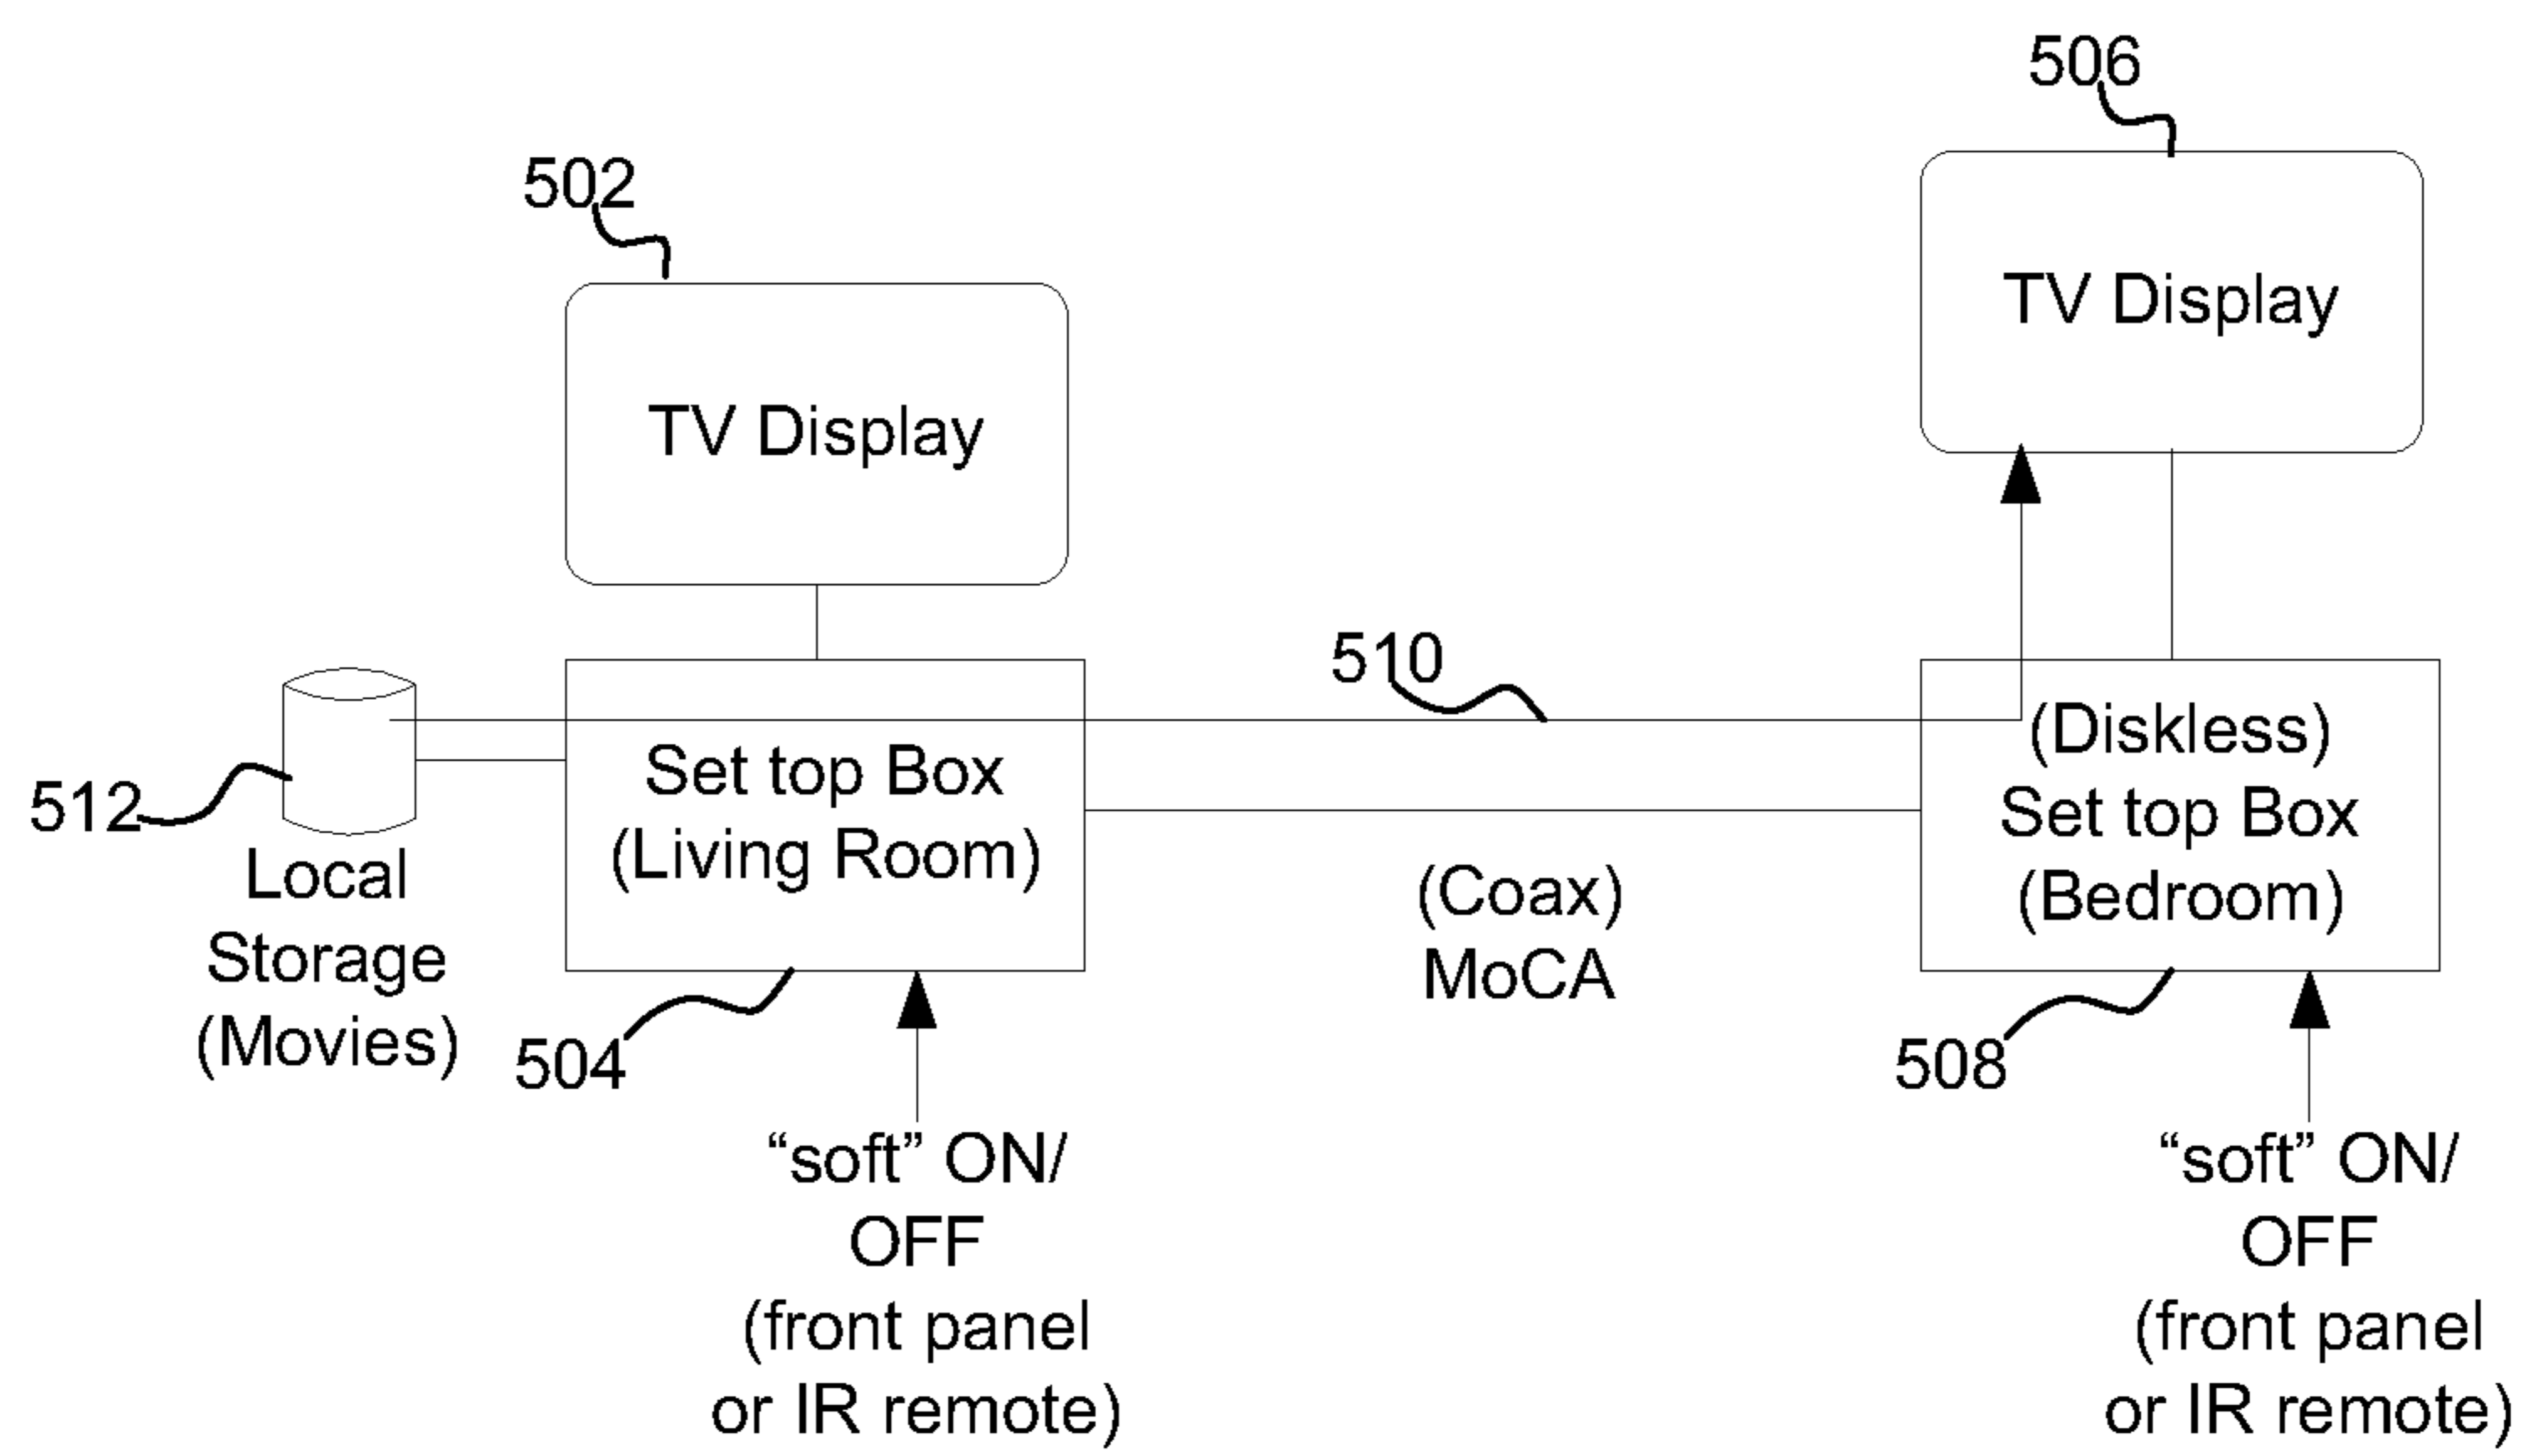 506
502
TV Display
TV Display
510
(Diskless)
Set top Box
(Bedroom)
Set top Box
(Living Room)
512
Local
Storage
(Movies)
(Coax)
MoCA
504
508
“soft” ON/
OFF
(front panel
or IR remote)
“soft” ON/
OFF
(front panel
or IR remote)